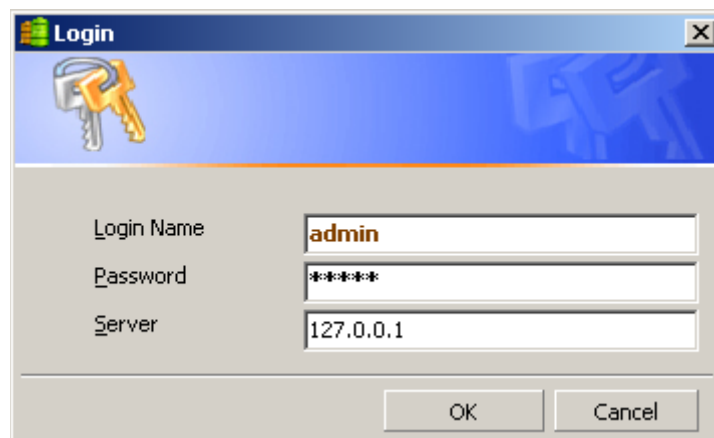 Login
Login Name admin
Password *****
Server 127.0.0.1
OK Cancel